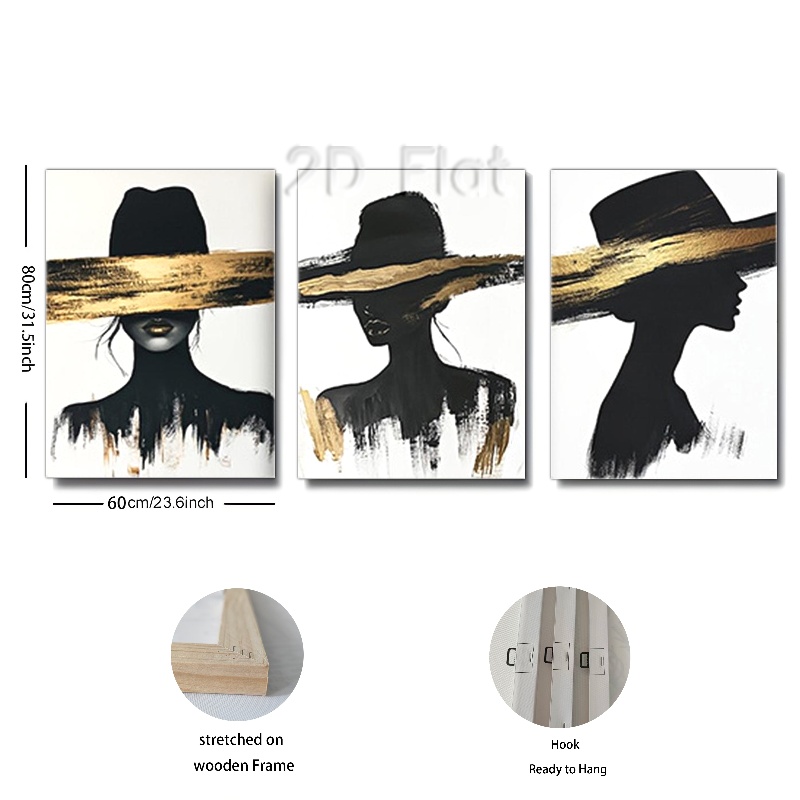 2D Flat
80cm/31.5inch
60cm/23.6inch
stretched on
wooden Frame
Hook
Ready to Hang